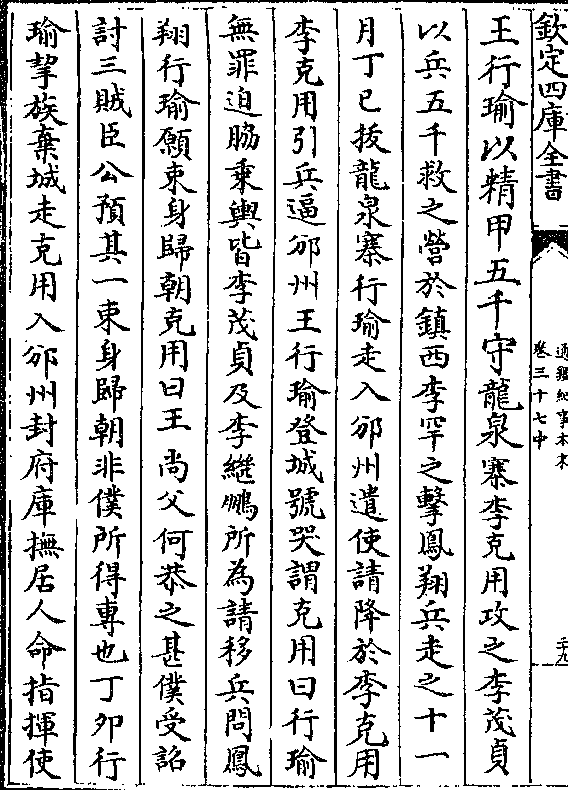 欽定四庫全書
通鑑紀事本末
卷三十七中
二十九
王行瑜以精甲五千守龍泉寨李克用攻之李茂貞
以兵五千救之營於鎮西李罕之擊鳳翔兵走之十一
月丁巳拔龍泉寨行瑜走入邠州遣使請降於李克用
李克用引兵逼邠州王行瑜登城號哭謂克用曰行瑜
無罪迫脇乗輿皆李茂貞及李繼鵬所為請移兵問鳳
翔行瑜願束身歸朝克用曰王尚父何恭之甚僕受詔
討三賊臣公預其一束身歸朝非僕所得專也丁卯行
瑜挈族棄城走克用入邠州封府庫撫居人命指揮使